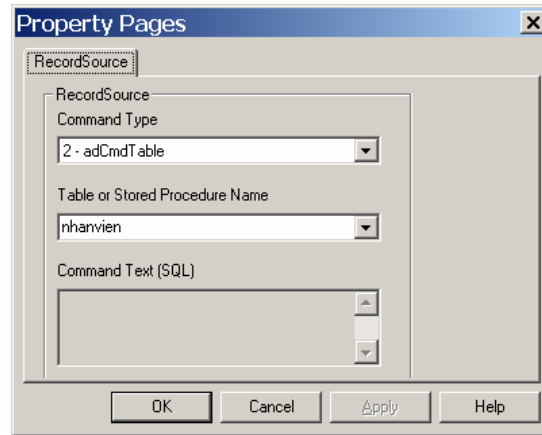 Property Pages
RecordSource
RecordSource
Command Type
2 - adCmdTable
Table or Stored Procedure Name
nhanvien
Command Text (SQL)
OK Cancel Apply Help